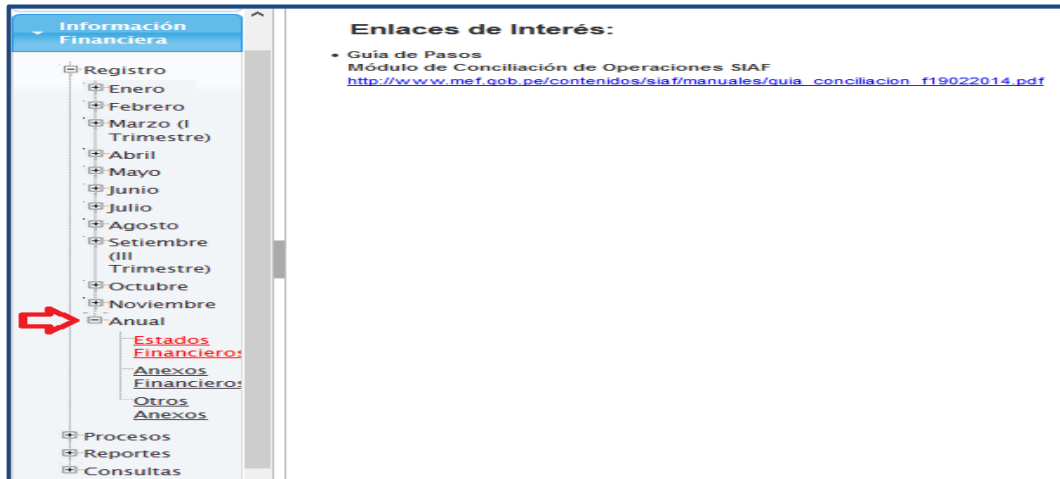 Información
Financiera
Registro
Enero
Febrero
Marzo (I
Trimestre)
Abril
Mayo
Junio
Julio
Agosto
Setiembre
(III
Trimestre)
Octubre
Noviembre
Anual
Estados
Financieros
Anexos
Financieros
Otros
Anexos
Procesos
Reportes
Consultas
Enlaces de Interés:
• Guía de Pasos
Módulo de Conciliación de Operaciones SIAF
http://www.mef.gob.pe/contenidos/siaf/manuales/guia_conciliacion_f19022014.pdf